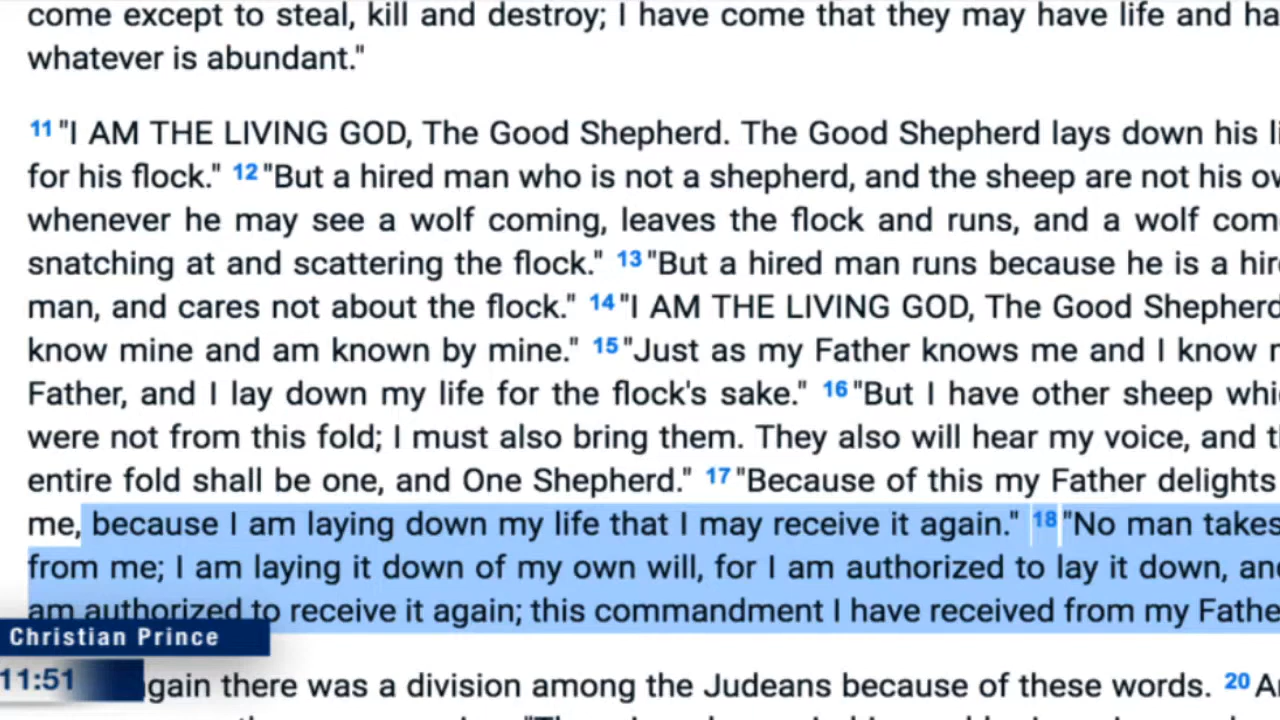 come except to steal, kill and destroy; I have come that they may have life and ha
whatever is abundant."
11 "I AM THE LIVING GOD, The Good Shepherd. The Good Shepherd lays down his li
for his flock." 12 "But a hired man who is not a shepherd, and the sheep are not his ow
whenever he may see a wolf coming, leaves the flock and runs, and a wolf com
snatching at and scattering the flock." 13 "But a hired man runs because he is a hir
man, and cares not about the flock." 14 "I AM THE LIVING GOD, The Good Shepherd
know mine and am known by mine." 15 "Just as my Father knows me and I know m
Father, and I lay down my life for the flock's sake." 16 "But I have other sheep whi
were not from this fold; I must also bring them. They also will hear my voice, and th
entire fold shall be one, and One Shepherd." 17 "Because of this my Father delights
me, because I am laying down my life that I may receive it again." 18 "No man takes
from me; I am laying it down of my own will, for I am authorized to lay it down, and
am authorized to receive it again; this commandment I have received from my Fathe
Christian Prince
11:51
gain there was a division among the Judeans because of these words. 20 An